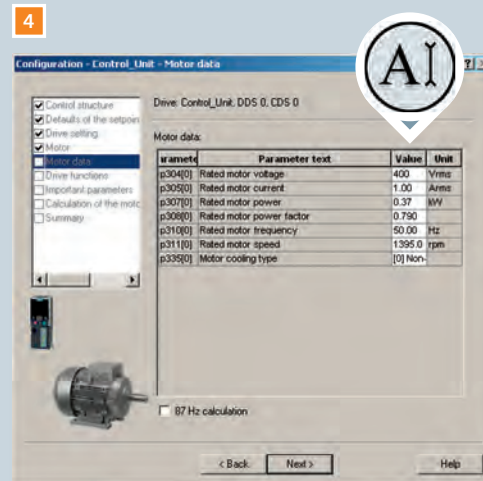 4
Configuration - Control_Unit - Motor data
A
?
Control structure
Defaults of the setpoin
Drive setting
Motor
Motor data
Drive functions
Important parameters
Calculation of the moto
Summary
Drive: Control_Unit, DDS 0, CDS 0
Motor data:
aramete Parameter text Value Unit
p304[0] Rated motor voltage 400 Vrms
p305[0] Rated motor current 1.00 Arms
p307[0] Rated motor power 0.37 kW
p308[0] Rated motor power factor 0.790
p310[0] Rated motor frequency 50.00 Hz
p311[0] Rated motor speed 1395.0 rpm
p335[0] Motor cooling type [0] Non-
87 Hz calculation
< Back Next > Help